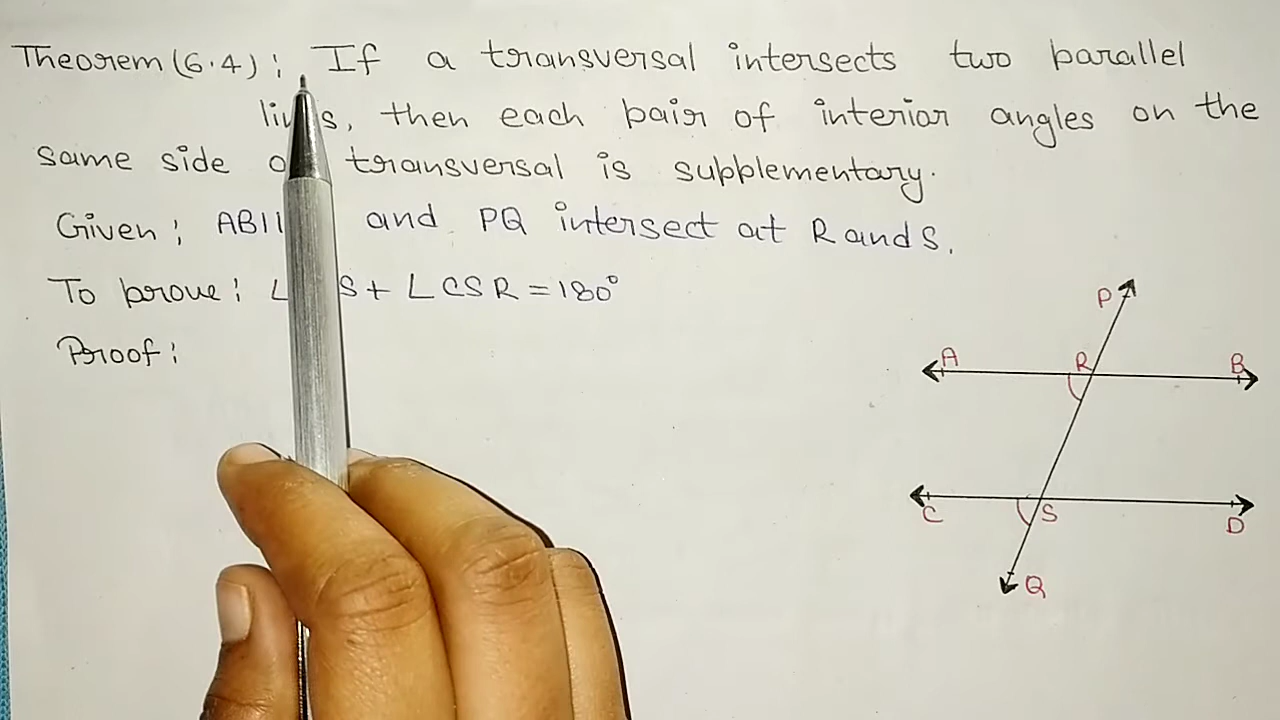 Theorem (6.4) : If a transversal intersects two parallel
then each pair of interior angles on the
same side transversal is supplementary.
Given : AB|| and PQ intersect at R and S.
To prove : + ∠CSR = 180°
Proof :
P
A R B
C S D
Q